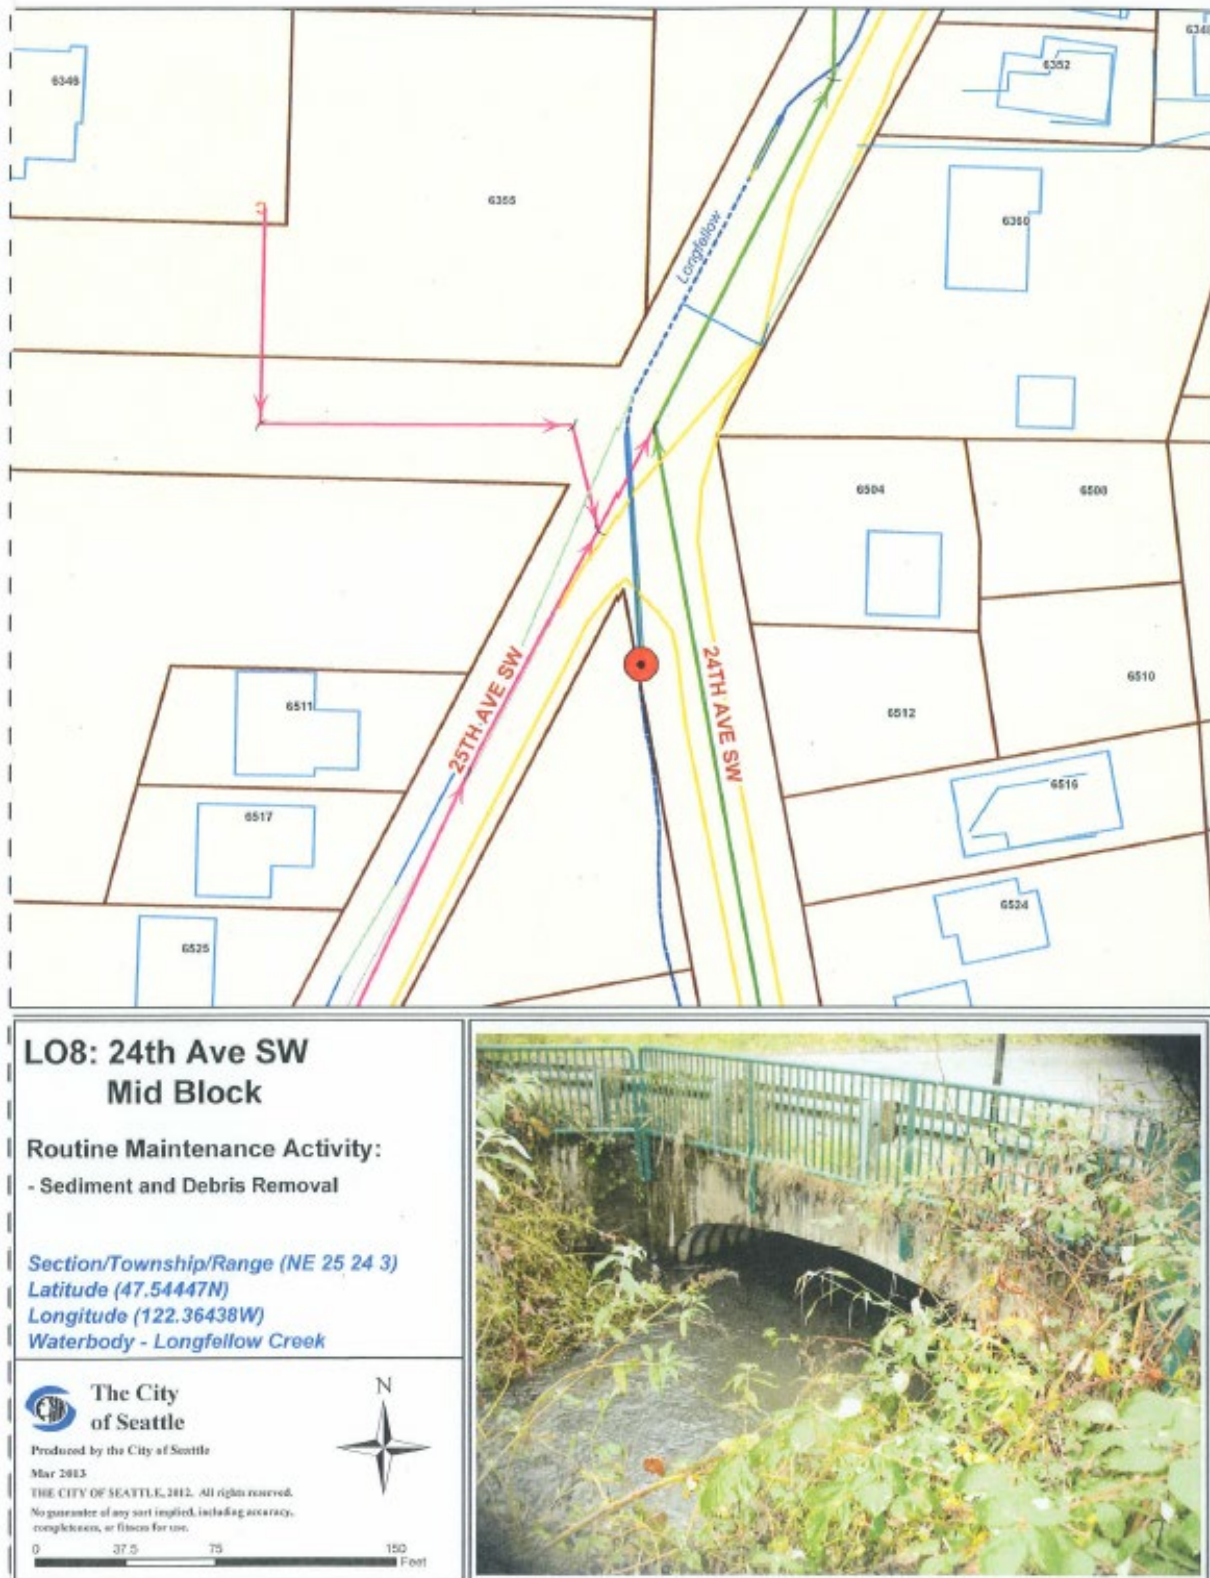 6346
6355
6352
6348
6360
Longfellow
6504
6508
6510
6512
6511
25TH AVE SW
24TH AVE SW
6516
6517
6524
6525
LO8: 24th Ave SW
Mid Block
Routine Maintenance Activity:
- Sediment and Debris Removal
Section/Township/Range (NE 25 24 3)
Latitude (47.54447N)
Longitude (122.36438W)
Waterbody - Longfellow Creek
The City
of Seattle
N
Produced by the City of Seattle
Mar 2013
THE CITY OF SEATTLE, 2012. All rights reserved.
No guarantee of any sort implied, including accuracy,
completeness, or fitness for use.
0 37.5 75 150
Feet